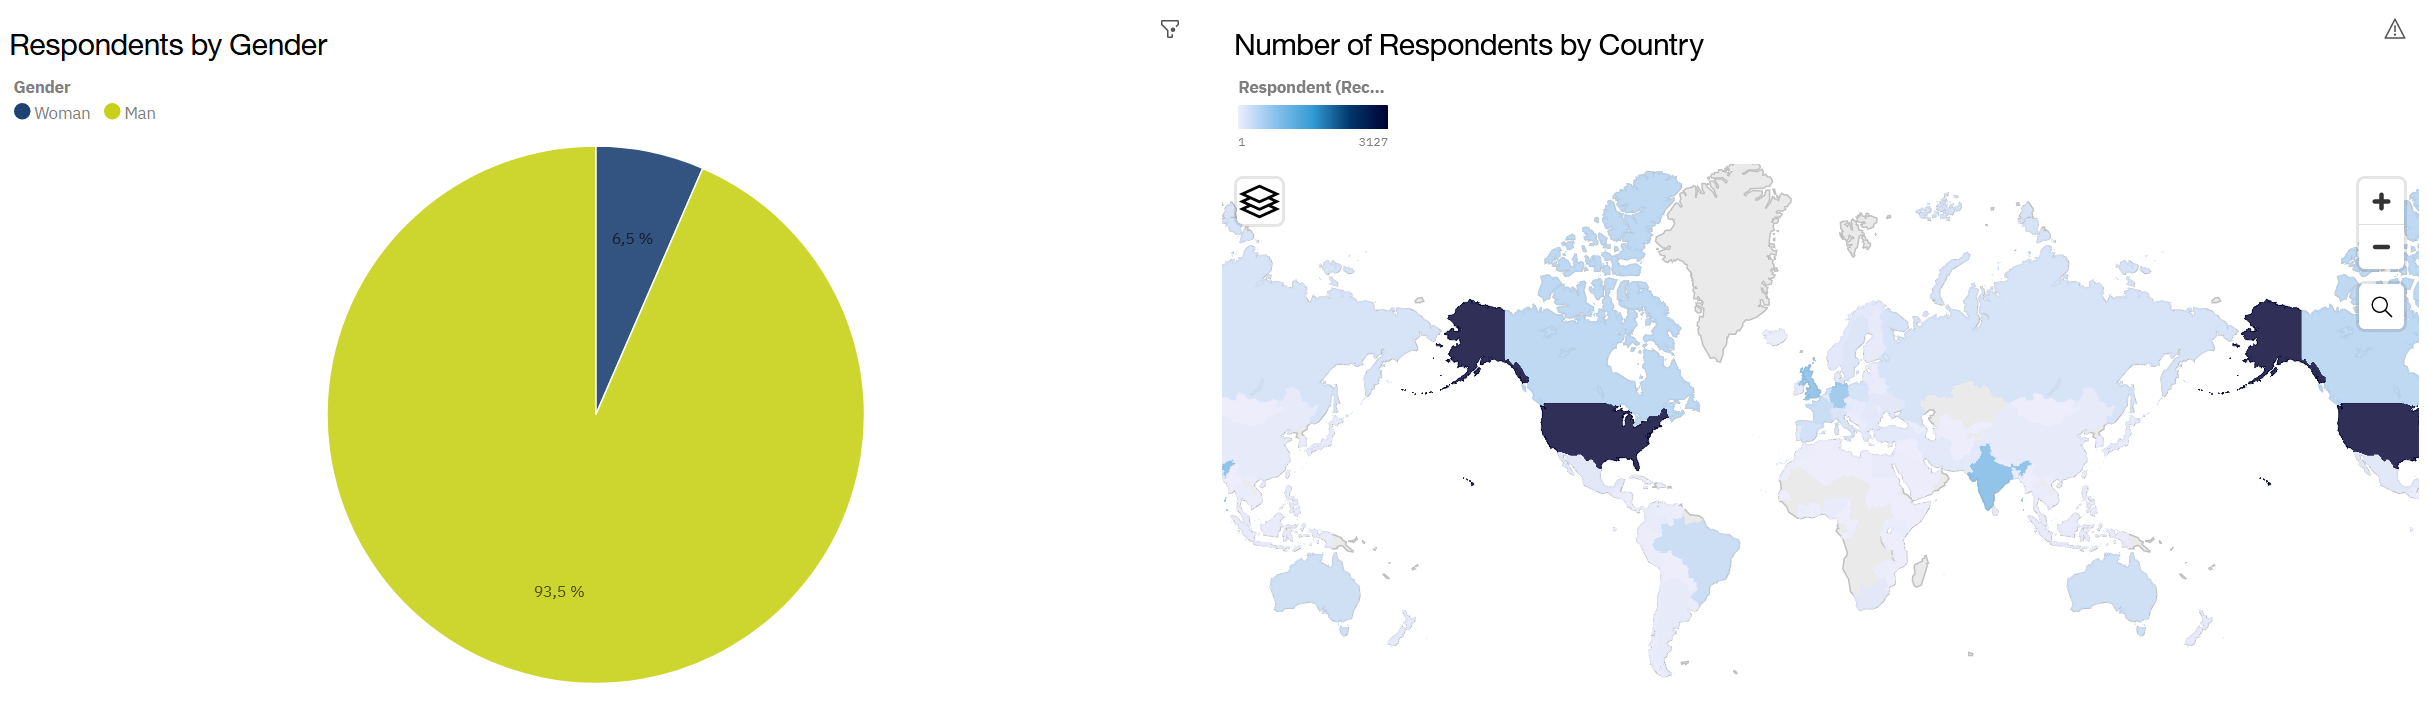 Respondents by Gender
Gender
Woman Man
6,5 %
93,5 %
Number of Respondents by Country
Respondent (Rec...
1 3127